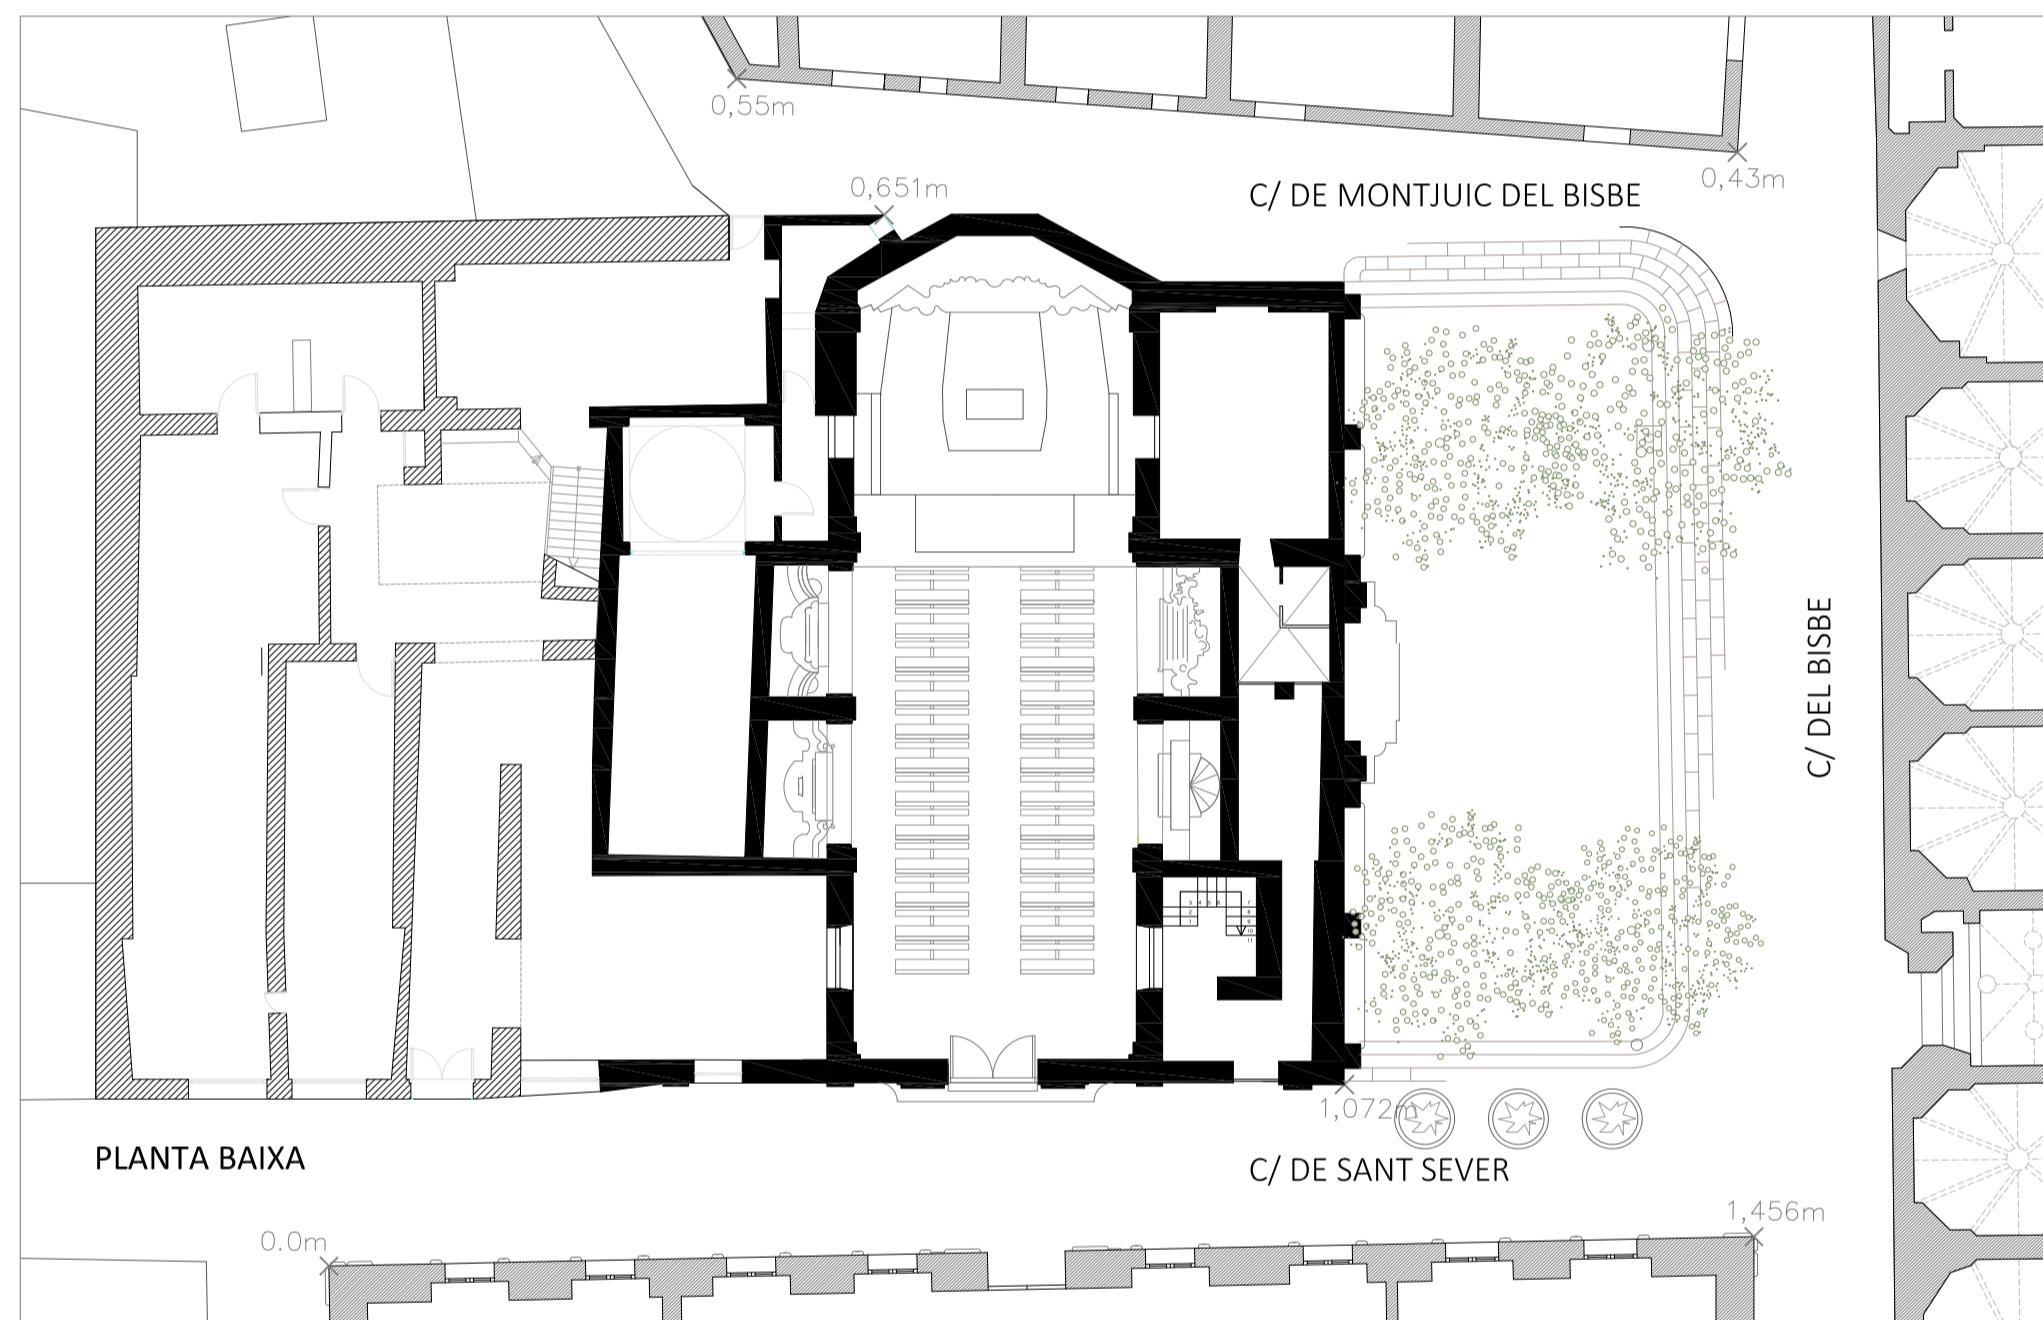 0,55m
0,43m
0,651m
C/ DE MONTJUIC DEL BISBE
C/ DEL BISBE
1,072m
PLANTA BAIXA
C/ DE SANT SEVER
0.0m
1,456m